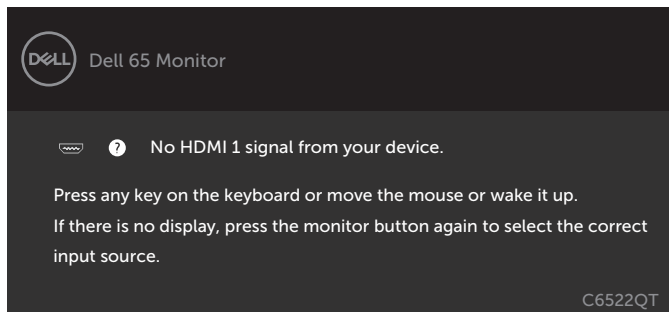 DELL Dell 65 Monitor
? No HDMI 1 signal from your device.
Press any key on the keyboard or move the mouse or wake it up.
If there is no display, press the monitor button again to select the correct
input source.
C6522QT